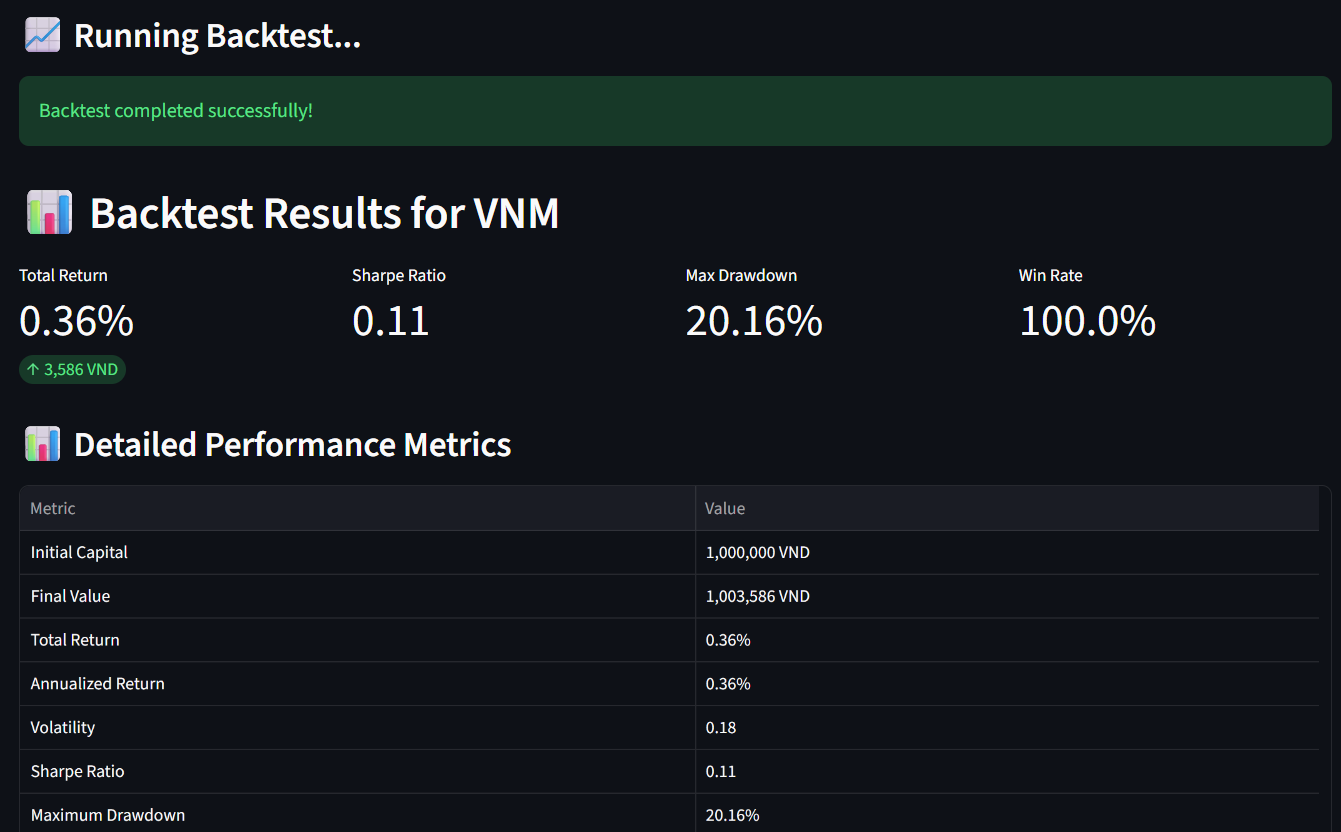 Running Backtest...
Backtest completed successfully!
Backtest Results for VNM
Total Return
0.36%
↑ 3,586 VND
Sharpe Ratio
0.11
Max Drawdown
20.16%
Win Rate
100.0%
Detailed Performance Metrics
Metric Value
Initial Capital 1,000,000 VND
Final Value 1,003,586 VND
Total Return 0.36%
Annualized Return 0.36%
Volatility 0.18
Sharpe Ratio 0.11
Maximum Drawdown 20.16%